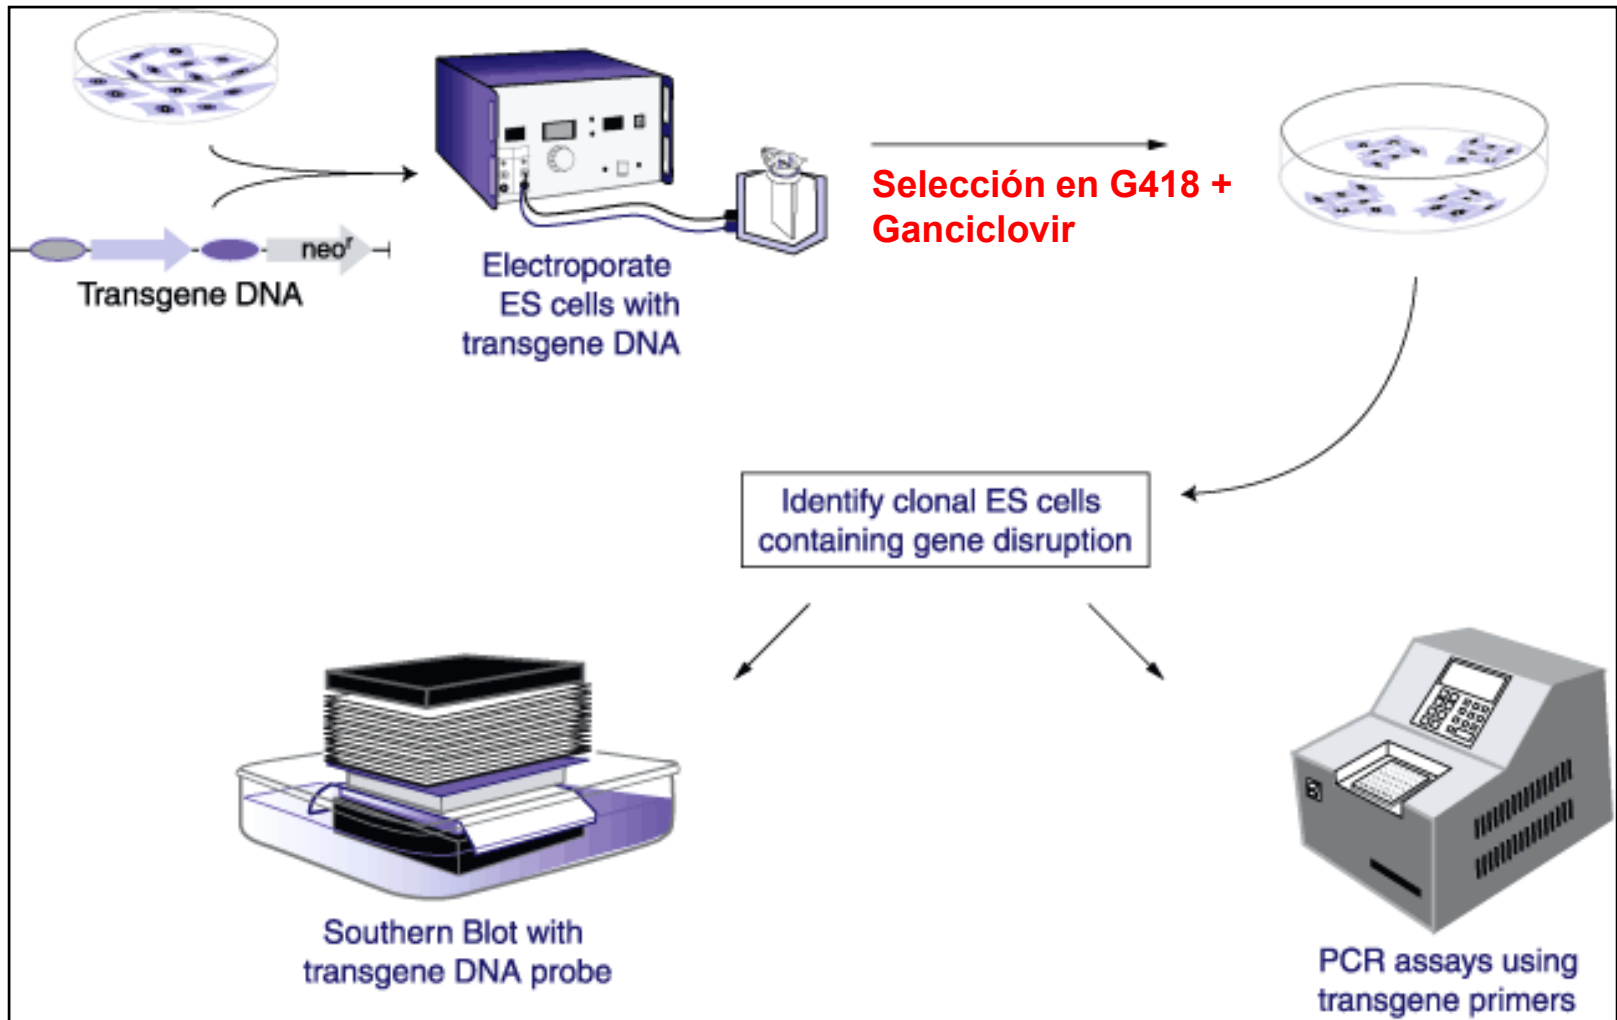 neoʳ
Transgene DNA
Electroporate
ES cells with
transgene DNA
Selección en G418 +
Ganciclovir
Identify clonal ES cells
containing gene disruption
Southern Blot with
transgene DNA probe
PCR assays using
transgene primers